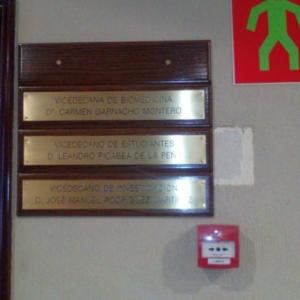 VICEDECANA DE BIOMEDICINA
Dª CARMEN GARNACHO MONTERO
VICEDECANO DE ESTUDIANTES
D. LEANDRO PICABEA DE LA
VICEDECANO DE INVESTIGACIÓN
D. JOSÉ MANUEL RODRÍGUEZ